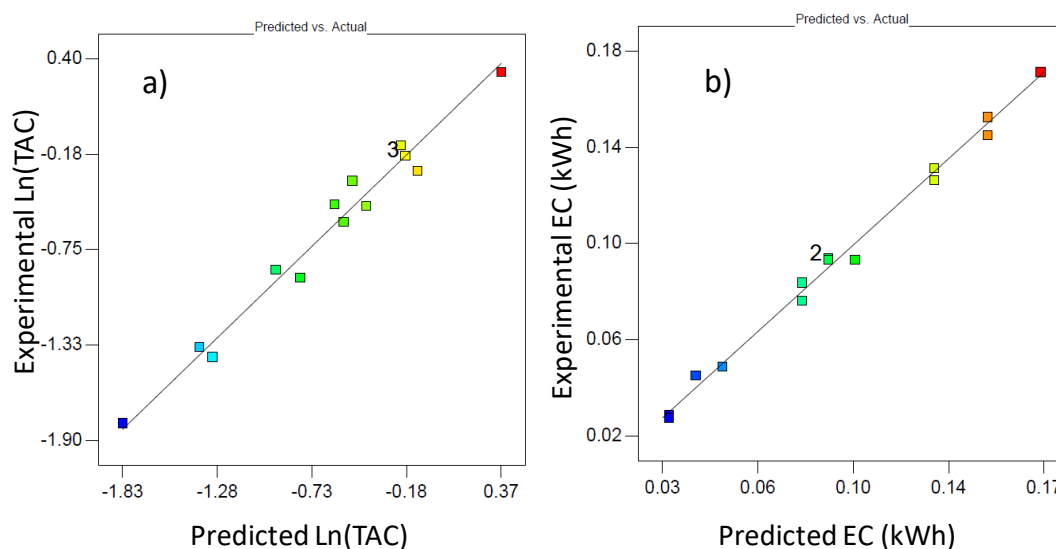 Predicted vs. Actual
a)
Experimental Ln(TAC)
0.40
-0.18
-0.75
-1.33
-1.90
3
-1.83 -1.28 -0.73 -0.18 0.37
Predicted Ln(TAC)
Predicted vs. Actual
b)
Experimental EC (kWh)
0.18
0.14
0.10
0.06
0.02
2
0.03 0.06 0.10 0.14 0.17
Predicted EC (kWh)